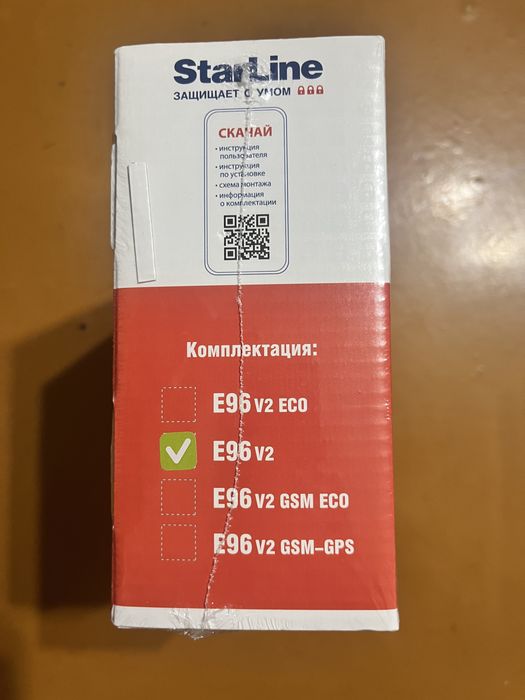 StarLine
ЗАЩИЩАЕТ С УМОМ
СКАЧАЙ
• инструкция
пользователя
• инструкция
по установке
• схема монтажа
• информация
о комплектации
Комплектация:
E96 V2 ECO
E96 V2
E96 V2 GSM ECO
E96 V2 GSM-GPS